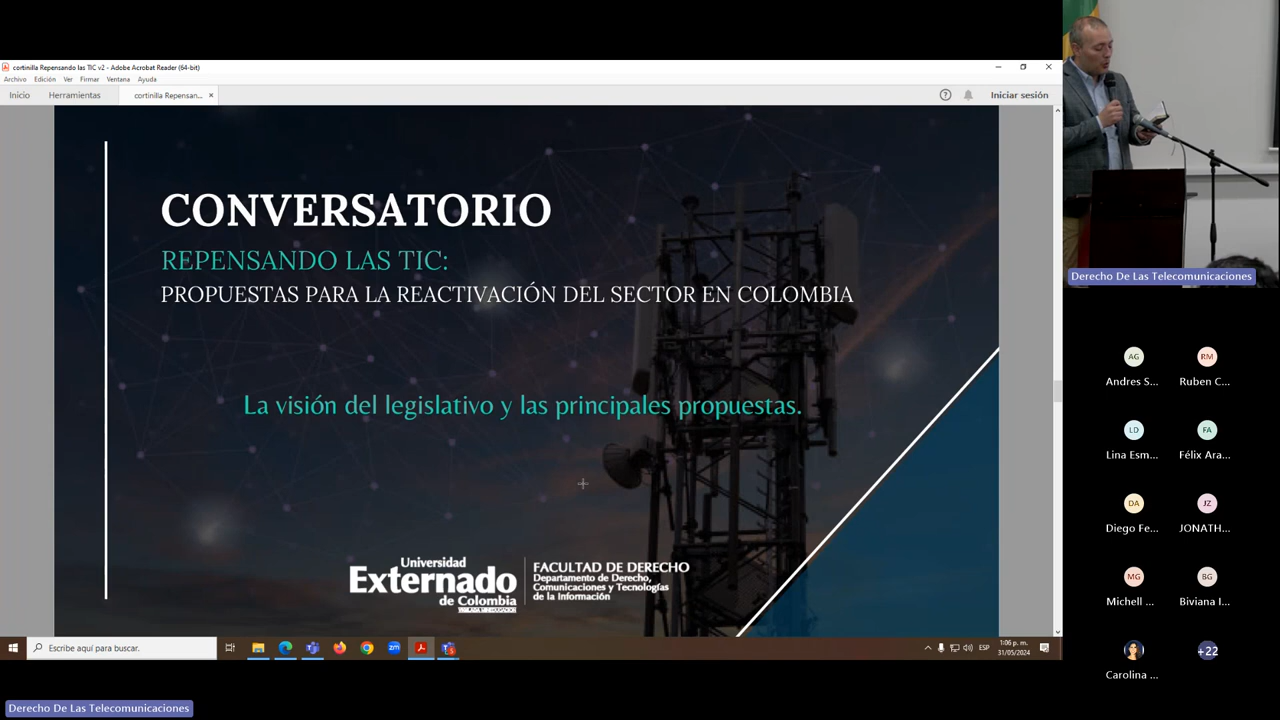 cortinilla Repensando las TIC v2 - Adobe Acrobat Reader (64-bit)
Archivo Edición Ver Firmar Ventana Ayuda
Inicio Herramientas cortinilla Repensan... × Iniciar sesión
CONVERSATORIO
REPENSANDO LAS TIC:
PROPUESTAS PARA LA REACTIVACIÓN DEL SECTOR EN COLOMBIA
La visión del legislativo y las principales propuestas.
Universidad
Externado
de Colombia
FACULTAD DE DERECHO
Departamento de Derecho,
Comunicaciones y Tecnologías
de la Información
Escribe aquí para buscar.
zm
ESP
1:06 p. m.
31/05/2024
Derecho De Las Telecomunicaciones
Derecho De Las Telecomunicaciones
AG RM
Andres S... Ruben C...
LD FA
Lina Esm... Félix Ara...
DA JZ
Diego Fe... JONATH...
MG BG
Michell ... Biviana I...
Carolina ... +22